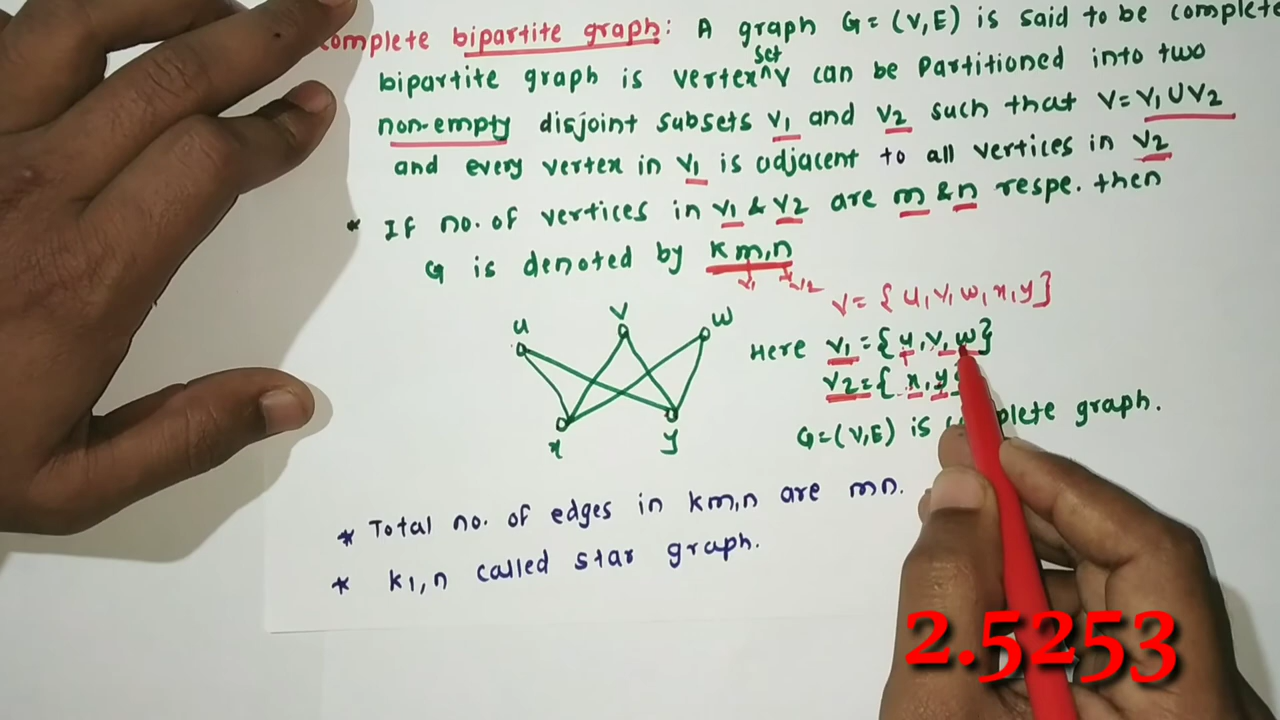 complete bipartite graph: A graph G = (V,E) is said to be complete
set
bipartite graph is vertex ^ V can be partitioned into two
non-empty disjoint subsets V1 and V2 such that V = V1 U V2
and every vertex in V1 is adjacent to all vertices in V2
* If no. of vertices in V1 & V2 are m & n respe. then
G is denoted by Km,n
V1 V2
V = { u, v, w, x, y }
u v w
Here V1 = { u, v, w }
V2 = { x, y
x y
G=(V,E) is complete graph.
* Total no. of edges in Km,n are mn.
* K1,n called star graph.
2.5253